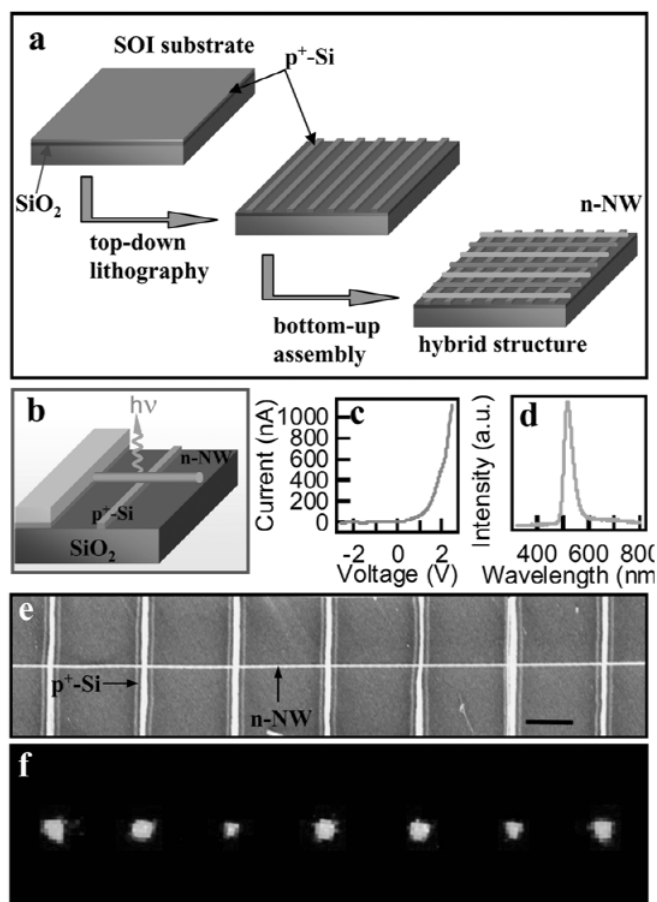 a
SOI substrate
p⁺-Si
SiO₂
top-down
lithography
n-NW
bottom-up
assembly
hybrid structure
b
hν
n-NW
p⁺-Si
SiO₂
c
Current (nA)
1000
800
600
400
200
0
-2 0 2
Voltage (V)
d
Intensity (a.u.)
400 600 800
Wavelength (nm
e
p⁺-Si
n-NW
f